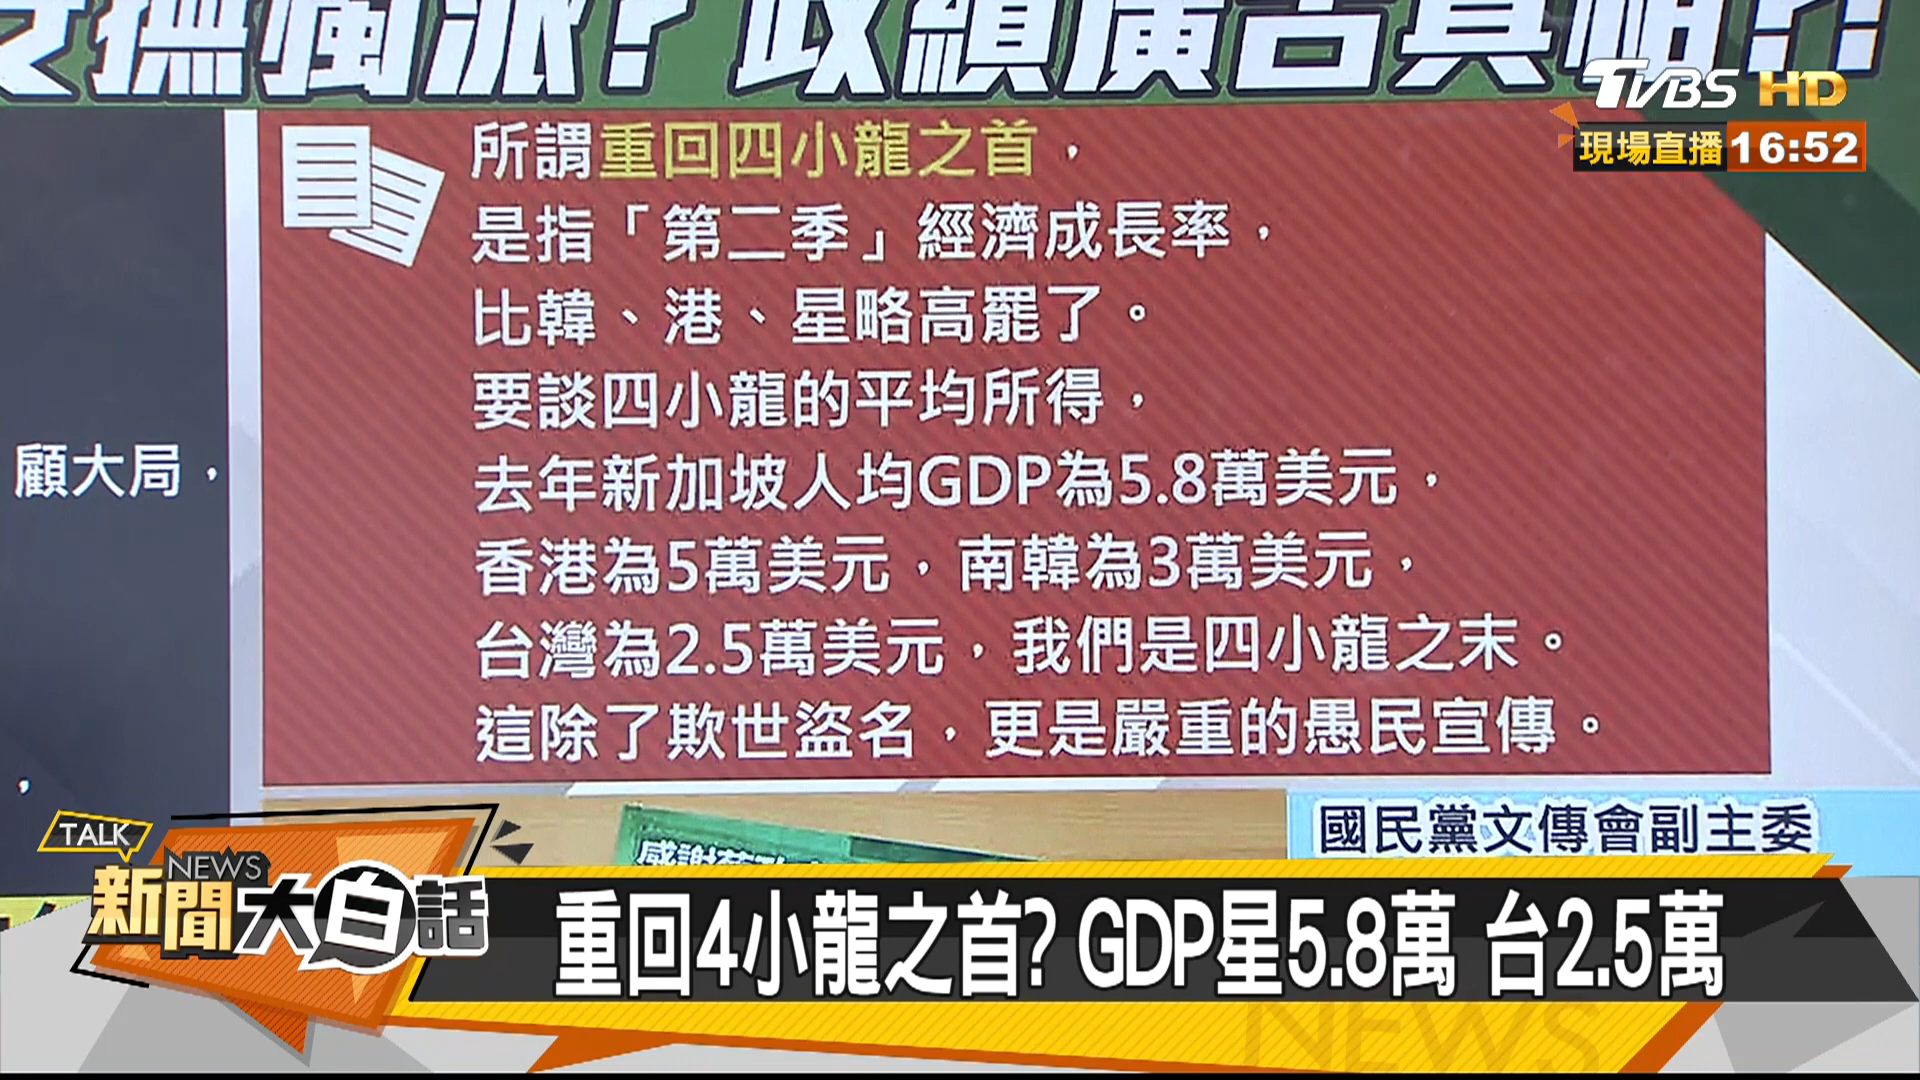 撫獨派?政績廣告真相?!
TVBS HD
現場直播 16:52
所謂重回四小龍之首，
是指「第二季」經濟成長率，
比韓、港、星略高罷了。
要談四小龍的平均所得，
去年新加坡人均GDP為5.8萬美元，
香港為5萬美元，南韓為3萬美元，
台灣為2.5萬美元，我們是四小龍之末。
這除了欺世盜名，更是嚴重的愚民宣傳。
顧大局，
，
國民黨文傳會副主委
TALK
NEWS
新聞大白話
重回4小龍之首? GDP星5.8萬 台2.5萬
NEWS